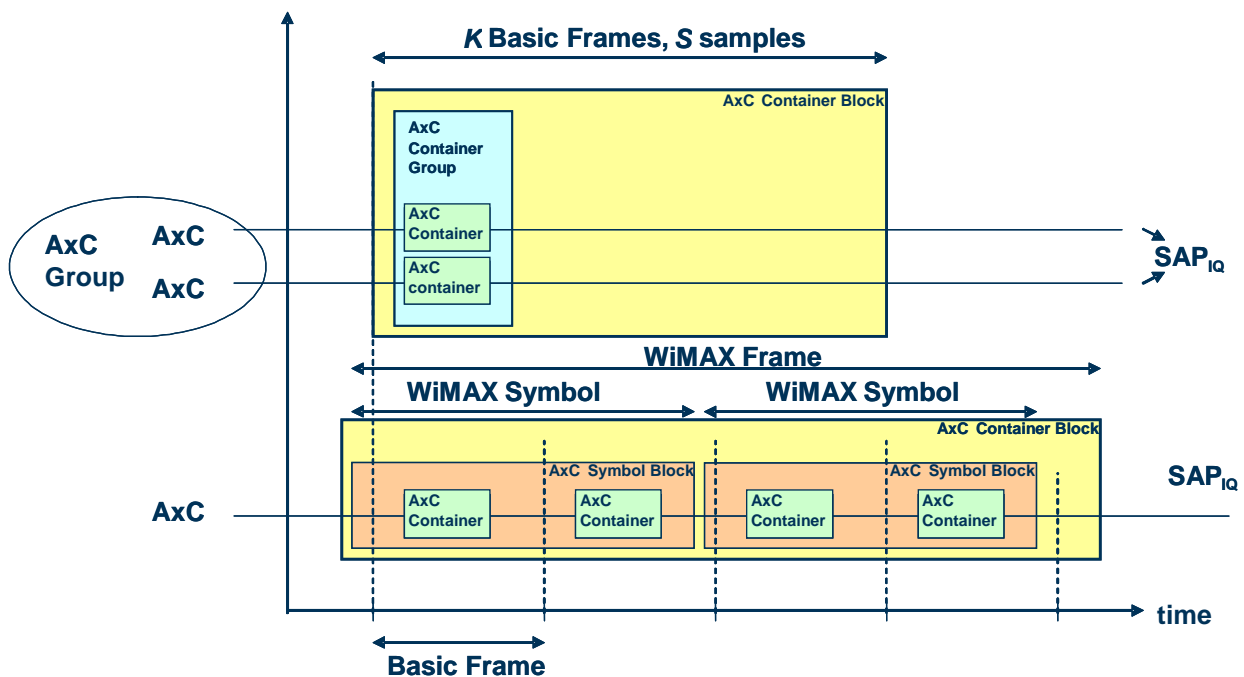 K Basic Frames, S samples
AxC Container Block
AxC
Container
Group
AxC
Container
AxC
container
AxC
Group
AxC
AxC
SAPIQ
WiMAX Frame
WiMAX Symbol
WiMAX Symbol
AxC Container Block
AxC Symbol Block
AxC Symbol Block
AxC
Container
AxC
Container
AxC
Container
AxC
Container
AxC
SAPIQ
time
Basic Frame